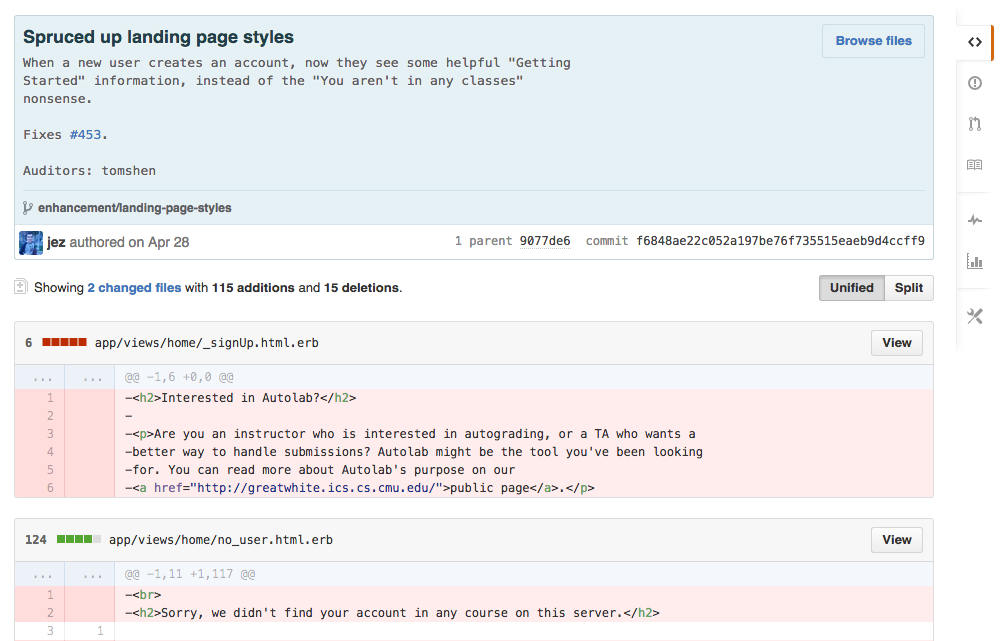 Spruced up landing page styles
Browse files
When a new user creates an account, now they see some helpful "Getting
Started" information, instead of the "You aren't in any classes"
nonsense.
Fixes #453.
Auditors: tomshen
enhancement/landing-page-styles
jez authored on Apr 28
1 parent 9077de6 commit f6848ae22c052a197be76f735515eaeb9d4ccff9
Showing 2 changed files with 115 additions and 15 deletions.
Unified Split
6 app/views/home/_signUp.html.erb
View
... ... @@ -1,6 +0,0 @@
1 -<h2>Interested in Autolab?</h2>
2 -
3 -<p>Are you an instructor who is interested in autograding, or a TA who wants a
4 -better way to handle submissions? Autolab might be the tool you've been looking
5 -for. You can read more about Autolab's purpose on our
6 -<a href="http://greatwhite.ics.cs.cmu.edu/">public page</a>.</p>
124 app/views/home/no_user.html.erb
View
... ... @@ -1,11 +1,117 @@
1 -<br>
2 -<h2>Sorry, we didn't find your account in any course on this server.</h2>
3 1